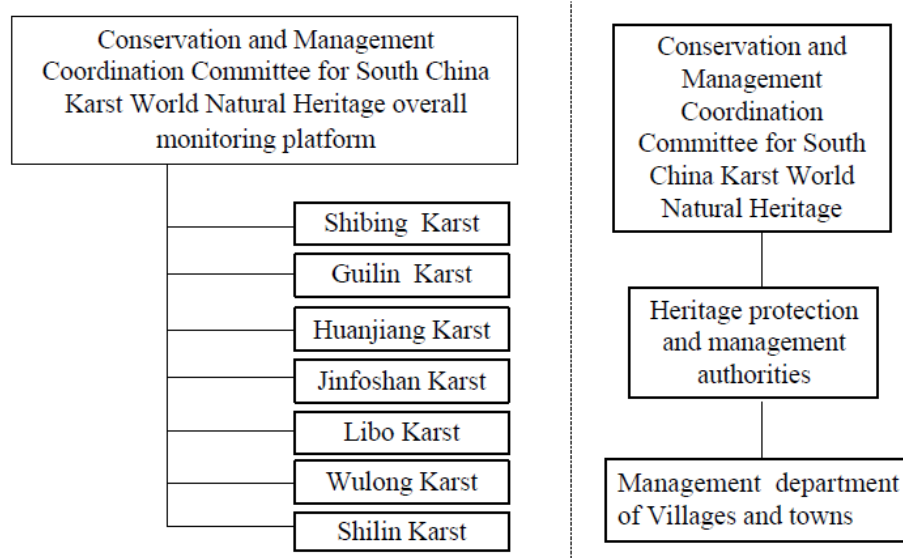 Conservation and Management
Coordination Committee for South China
Karst World Natural Heritage overall
monitoring platform
Shibing Karst
Guilin Karst
Huanjiang Karst
Jinfoshan Karst
Libo Karst
Wulong Karst
Shilin Karst
Conservation and
Management
Coordination
Committee for South
China Karst World
Natural Heritage
Heritage protection
and management
authorities
Management department
of Villages and towns